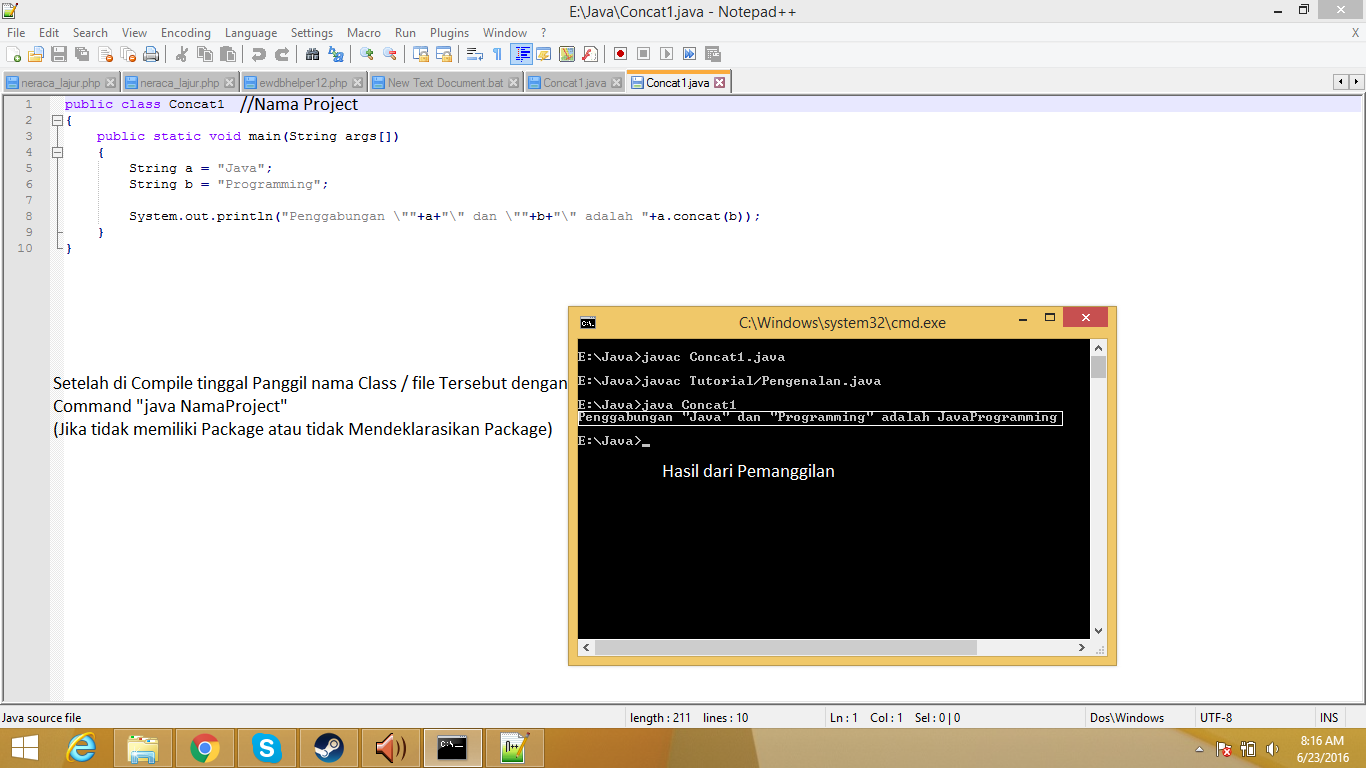 E:\Java\Concat1.java - Notepad++
File Edit Search View Encoding Language Settings Macro Run Plugins Window ? X
neraca_lajur.php neraca_lajur.php ewdbhelper12.php New Text Document.bat Concat1.java Concat1.java
1 public class Concat1 //Nama Project
2 {
3 public static void main(String args[])
4 {
5 String a = "Java";
6 String b = "Programming";
7
8 System.out.println("Penggabungan \""+a+"\" dan \""+b+"\" adalah "+a.concat(b));
9 }
10 }
Setelah di Compile tinggal Panggil nama Class / file Tersebut dengan
Command "java NamaProject"
(Jika tidak memiliki Package atau tidak Mendeklarasikan Package)
C:\Windows\system32\cmd.exe
E:\Java>javac Concat1.java
E:\Java>javac Tutorial/Pengenalan.java
E:\Java>java Concat1
Penggabungan "Java" dan "Programming" adalah JavaProgramming
E:\Java>_
Hasil dari Pemanggilan
Java source file length : 211 lines : 10 Ln : 1 Col : 1 Sel : 0 | 0 Dos\Windows UTF-8 INS
8:16 AM
6/23/2016